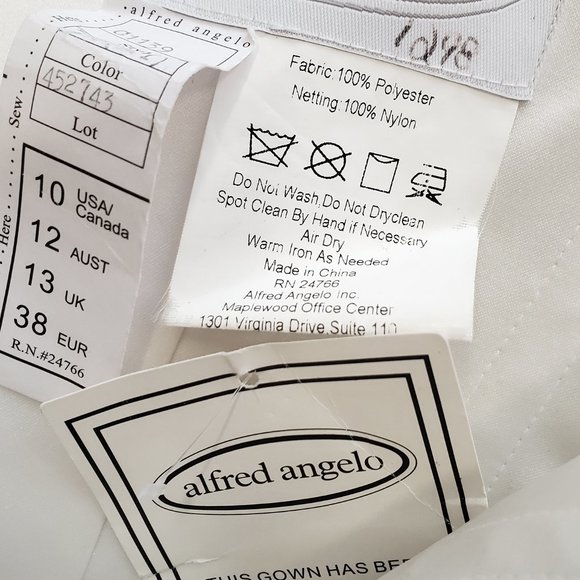 alfred angelo
Color
452743
Lot
Sew
Here
10 USA/
Canada
12 AUST
13 UK
38 EUR
R.N.#24766
Fabric:100% Polyester
Netting:100% Nylon
Do Not Wash,Do Not Dryclean
Spot Clean By Hand if Necessary
Air Dry
Warm Iron As Needed
Made in China
RN 24766
Alfred Angelo Inc.
Maplewood Office Center
1301 Virginia Drive,Suite 110
alfred angelo
THIS GOWN HAS